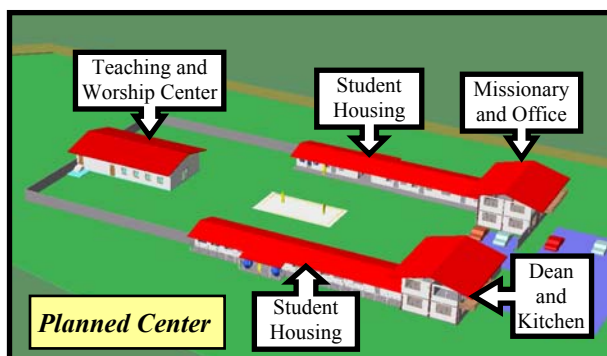 Teaching and
Worship Center
Student
Housing
Missionary
and Office
Planned Center
Student
Housing
Dean
and
Kitchen